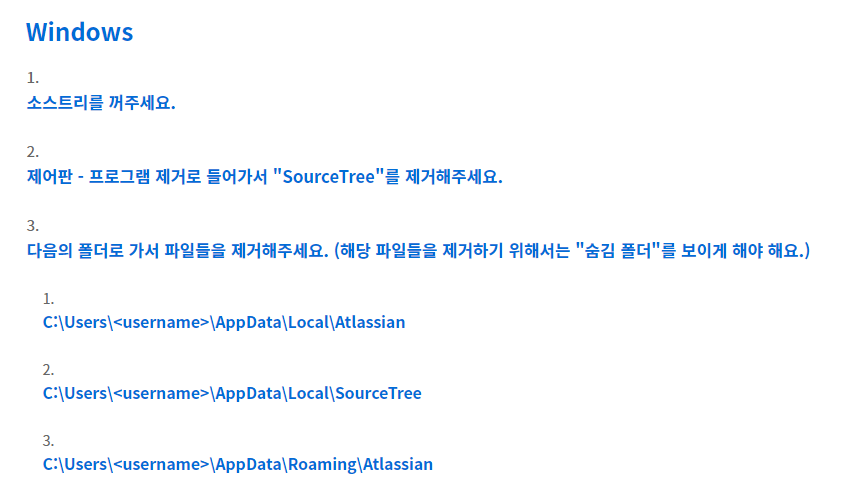 Windows
1.
소스트리를 꺼주세요.
2.
제어판 - 프로그램 제거로 들어가서 "SourceTree"를 제거해주세요.
3.
다음의 폴더로 가서 파일들을 제거해주세요. (해당 파일들을 제거하기 위해서는 "숨김 폴더"를 보이게 해야 해요.)
1.
C:\Users\<username>\AppData\Local\Atlassian
2.
C:\Users\<username>\AppData\Local\SourceTree
3.
C:\Users\<username>\AppData\Roaming\Atlassian